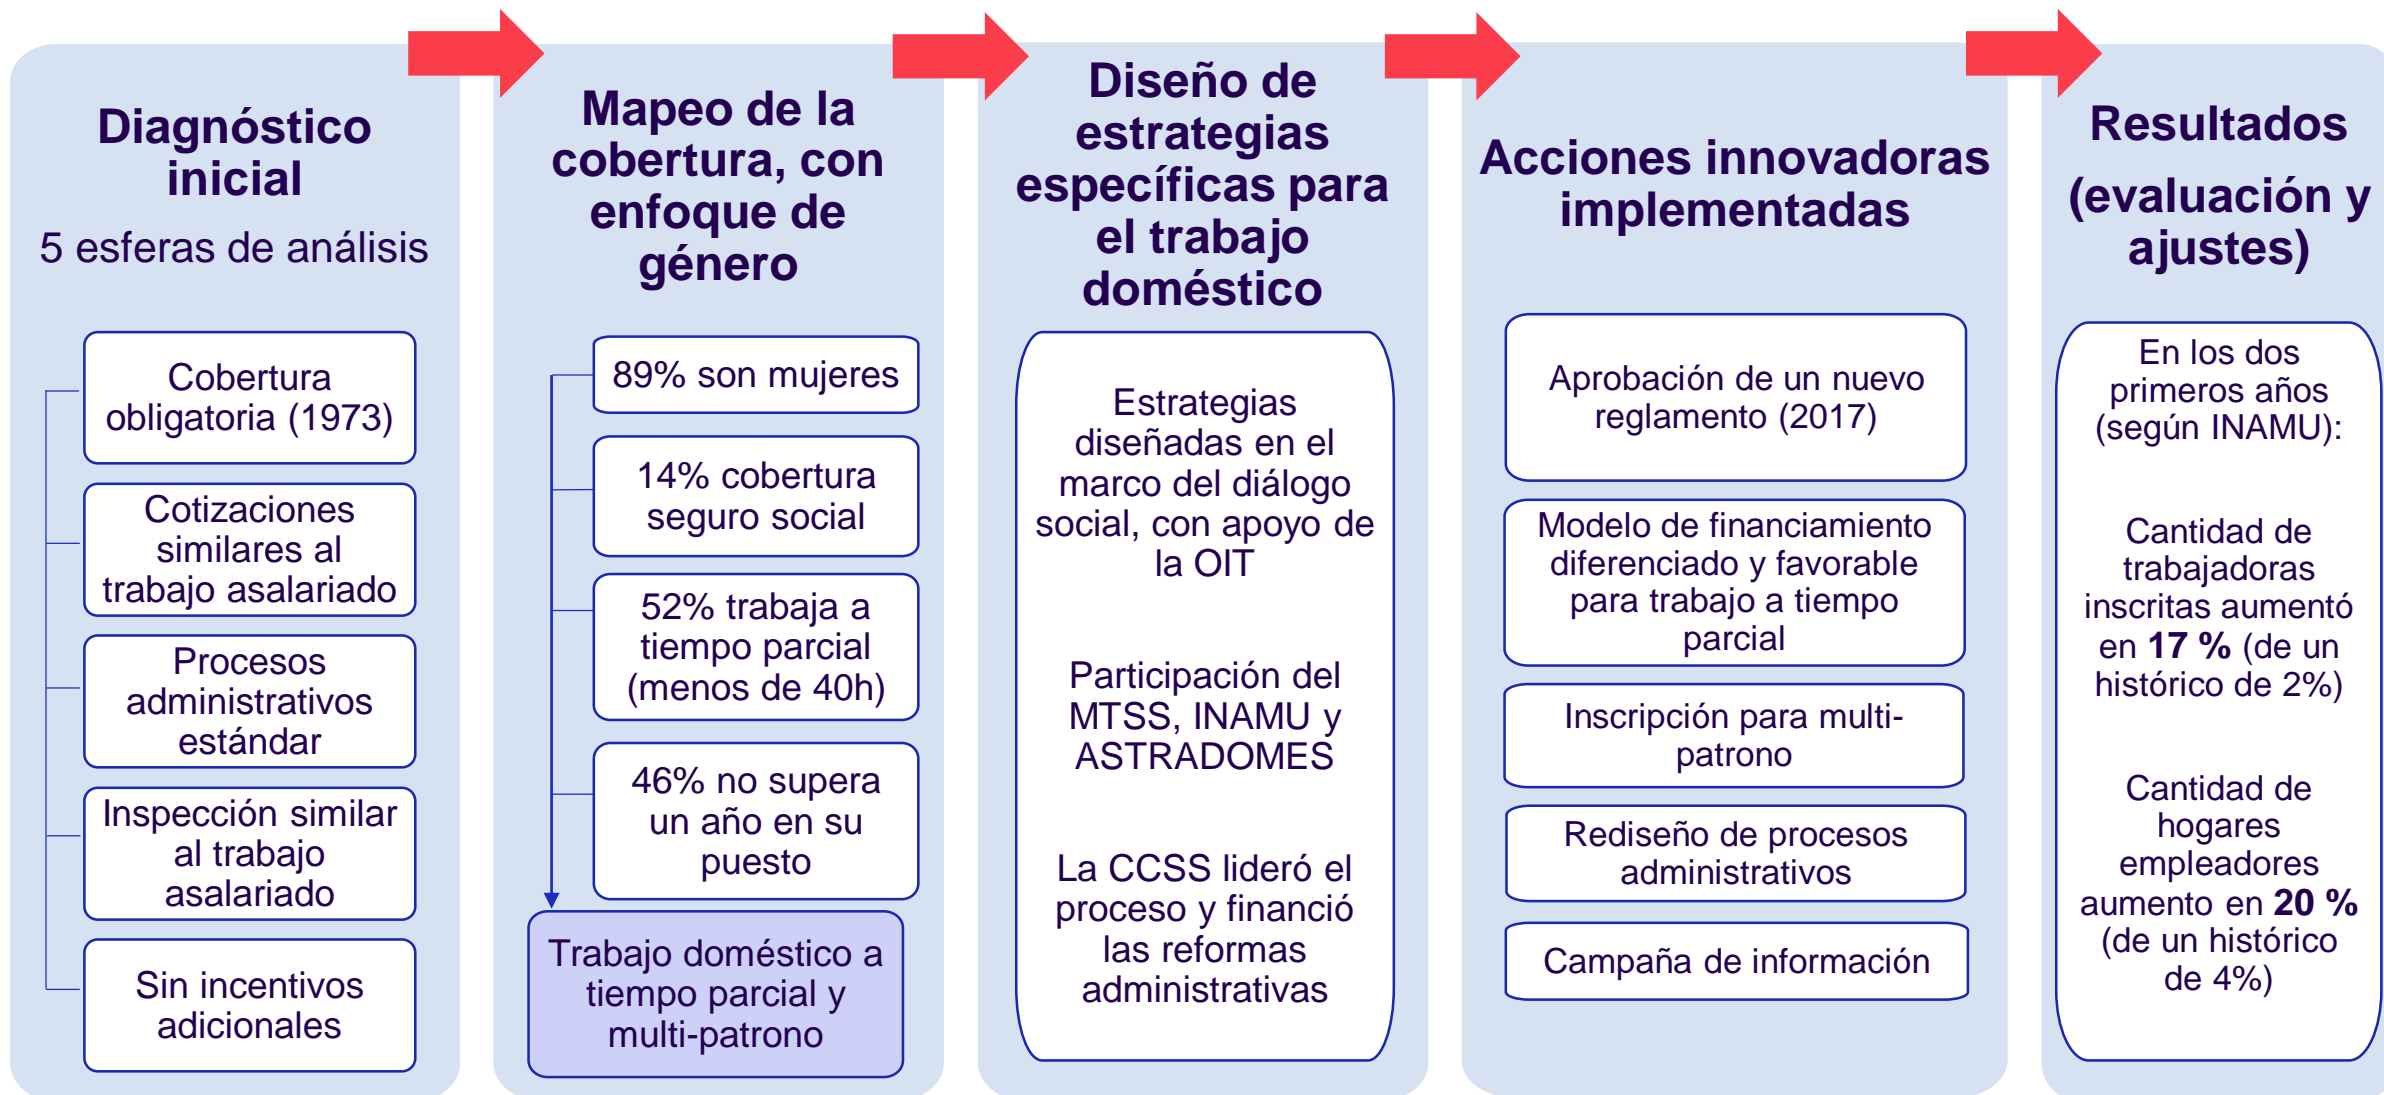 Diagnóstico
inicial
5 esferas de análisis
Cobertura
obligatoria (1973)
Cotizaciones
similares al
trabajo asalariado
Procesos
administrativos
estándar
Inspección similar
al trabajo
asalariado
Sin incentivos
adicionales
Mapeo de la
cobertura, con
enfoque de
género
89% son mujeres
14% cobertura
seguro social
52% trabaja a
tiempo parcial
(menos de 40h)
46% no supera
un año en su
puesto
Trabajo doméstico a
tiempo parcial y
multi-patrono
Diseño de
estrategias
específicas para
el trabajo
doméstico
Estrategias
diseñadas en el
marco del diálogo
social, con apoyo de
la OIT
Participación del
MTSS, INAMU y
ASTRADOMES
La CCSS lideró el
proceso y financió
las reformas
administrativas
Acciones innovadoras
implementadas
Aprobación de un nuevo
reglamento (2017)
Modelo de financiamiento
diferenciado y favorable
para trabajo a tiempo
parcial
Inscripción para multi-
patrono
Rediseño de procesos
administrativos
Campaña de información
Resultados
(evaluación y
ajustes)
En los dos
primeros años
(según INAMU):
Cantidad de
trabajadoras
inscritas aumentó
en 17 % (de un
histórico de 2%)
Cantidad de
hogares
empleadores
aumento en 20 %
(de un histórico
de 4%)